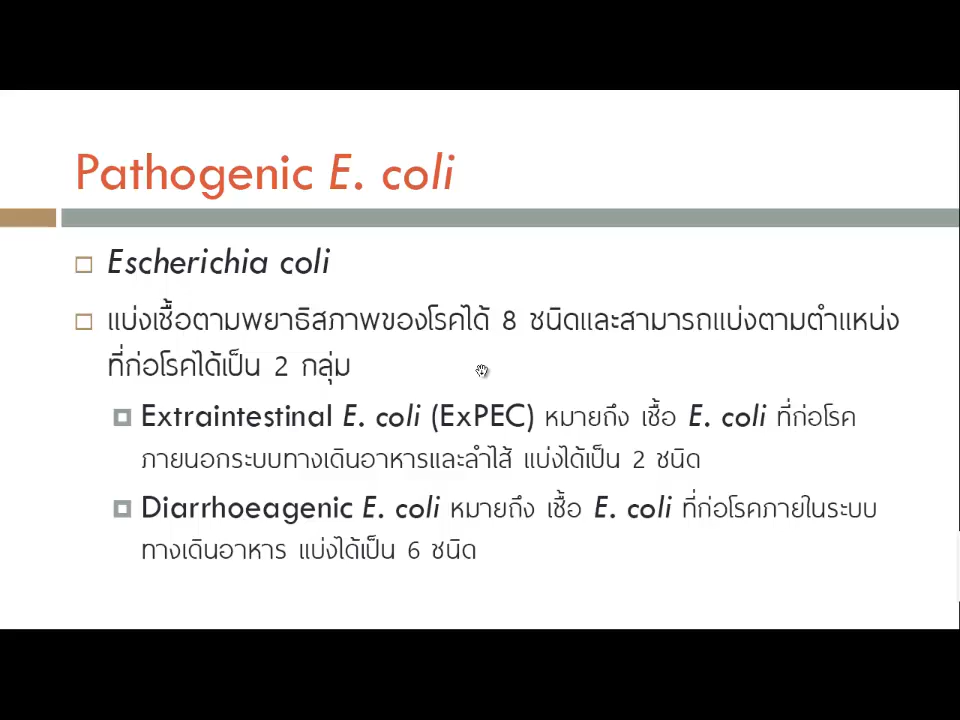 Pathogenic E. coli
Escherichia coli
แบ่งเชื้อตามพยาธิสภาพของโรคได้ 8 ชนิดและสามารถแบ่งตามตำแหน่ง
ที่ก่อโรคได้เป็น 2 กลุ่ม
Extraintestinal E. coli (ExPEC) หมายถึง เชื้อ E. coli ที่ก่อโรค
ภายนอกระบบทางเดินอาหารและลำไส้ แบ่งได้เป็น 2 ชนิด
Diarrhoeagenic E. coli หมายถึง เชื้อ E. coli ที่ก่อโรคภายในระบบ
ทางเดินอาหาร แบ่งได้เป็น 6 ชนิด